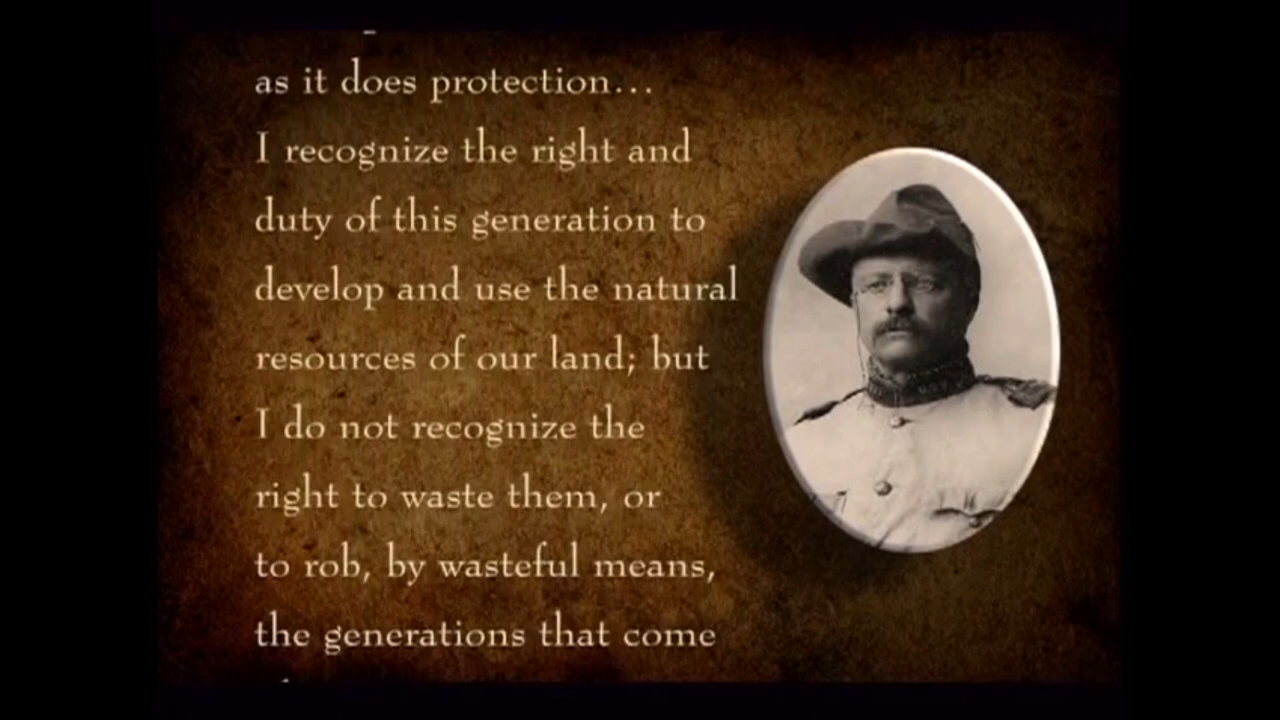 as it does protection...
I recognize the right and
duty of this generation to
develop and use the natural
resources of our land; but
I do not recognize the
right to waste them, or
to rob, by wasteful means,
the generations that come